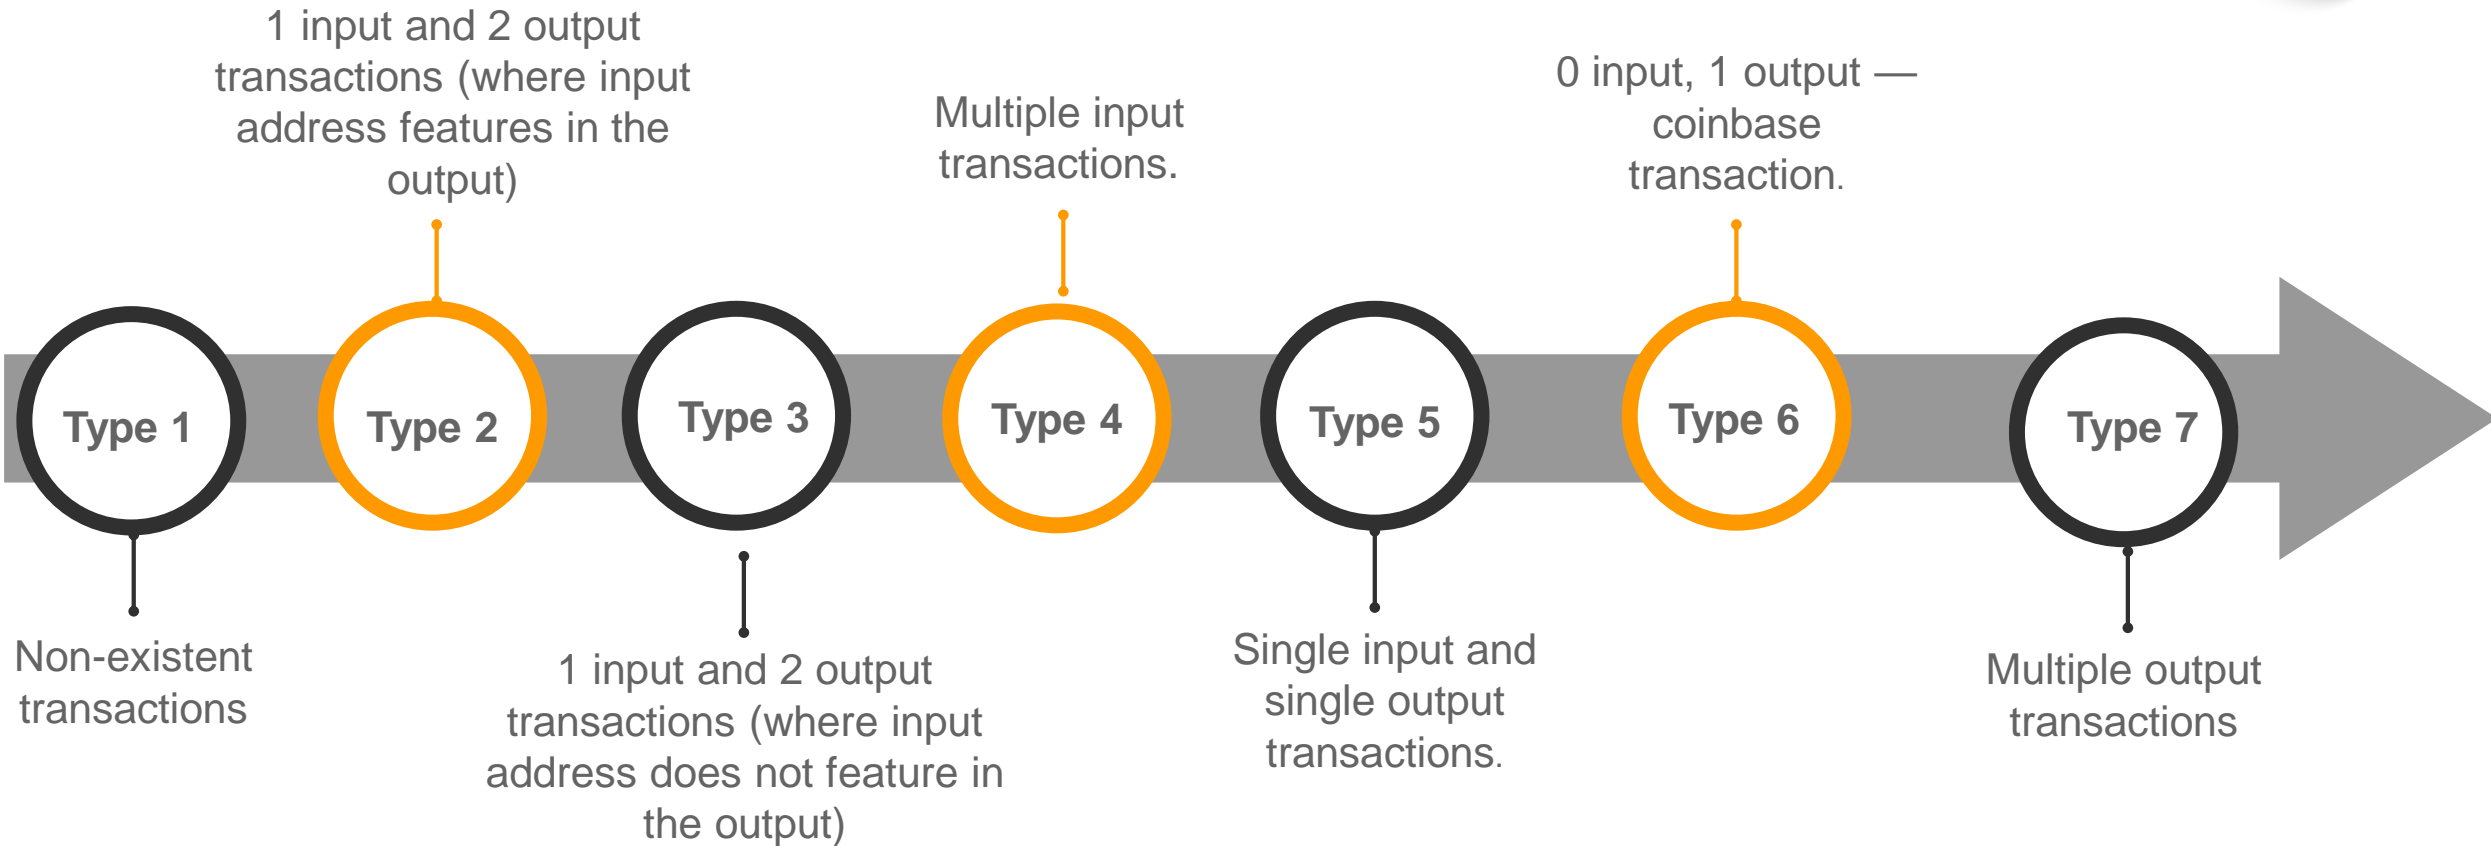 1 input and 2 output
transactions (where input
address features in the
output)
Multiple input
transactions.
0 input, 1 output —
coinbase
transaction.
Type 1
Type 2
Type 3
Type 4
Type 5
Type 6
Type 7
Non-existent
transactions
1 input and 2 output
transactions (where input
address does not feature in
the output)
Single input and
single output
transactions.
Multiple output
transactions